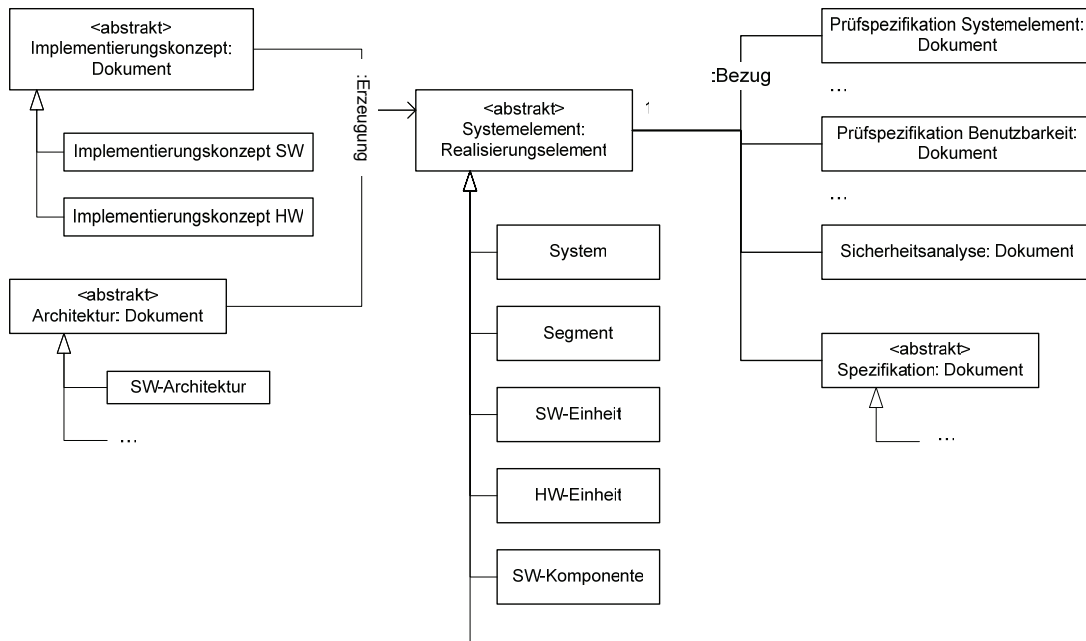 <abstrakt>
Implementierungskonzept:
Dokument
Implementierungskonzept SW
Implementierungskonzept HW
<abstrakt>
Architektur: Dokument
SW-Architektur
...
:Erzeugung
<abstrakt>
Systemelement:
Realisierungselement
1
System
Segment
SW-Einheit
HW-Einheit
SW-Komponente
:Bezug
Prüfspezifikation Systemelement:
Dokument
...
Prüfspezifikation Benutzbarkeit:
Dokument
...
Sicherheitsanalyse: Dokument
<abstrakt>
Spezifikation: Dokument
...